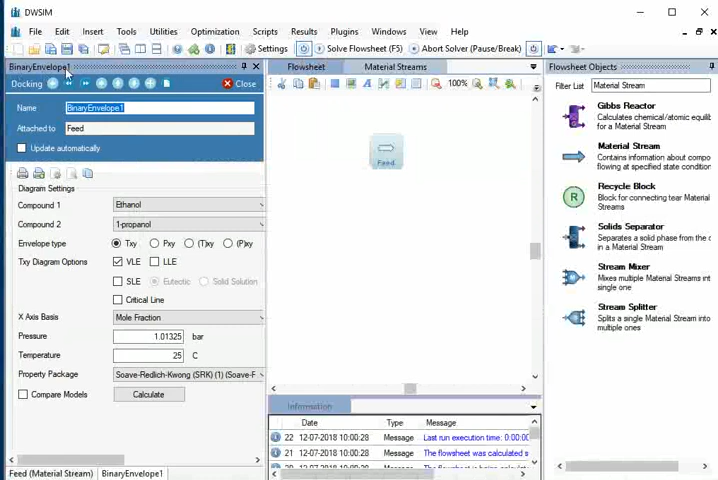 DWSIM
File Edit Insert Tools Utilities Optimization Scripts Results Plugins Windows View Help
Settings Solve Flowsheet (F5) Abort Solver (Pause/Break)
BinaryEnvelope1
Docking Close
Name BinaryEnvelope1
Attached to Feed
Update automatically
Diagram Settings
Compound 1 Ethanol
Compound 2 1-propanol
Envelope type Txy Pxy (T)xy (P)xy
Txy Diagram Options VLE LLE
SLE Eutectic Solid Solution
Critical Line
X Axis Basis Mole Fraction
Pressure 1.01325 bar
Temperature 25 C
Property Package Soave-Redlich-Kwong (SRK) (1) (Soave-F
Compare Models Calculate
Feed (Material Stream) BinaryEnvelope1
Flowsheet Material Streams
100%
Feed
Information
Date Type Message
22 12-07-2018 10:00:28 Message Last run execution time: 0:00:0
21 12-07-2018 10:00:28 Message The flowsheet was calculated s
Flowsheet Objects
Filter List Material Stream
Gibbs Reactor
Calculates chemical/atomic equilib
for a Material Stream
Material Stream
Contains information about compo
flowing at specified state condition
Recycle Block
R
Block for connecting tear Material
Streams
Solids Separator
Separates a solid phase from the o
in a Material Stream
Stream Mixer
Mixes multiple Material Streams int
single one
Stream Splitter
Splits a single Material Stream into
multiple ones